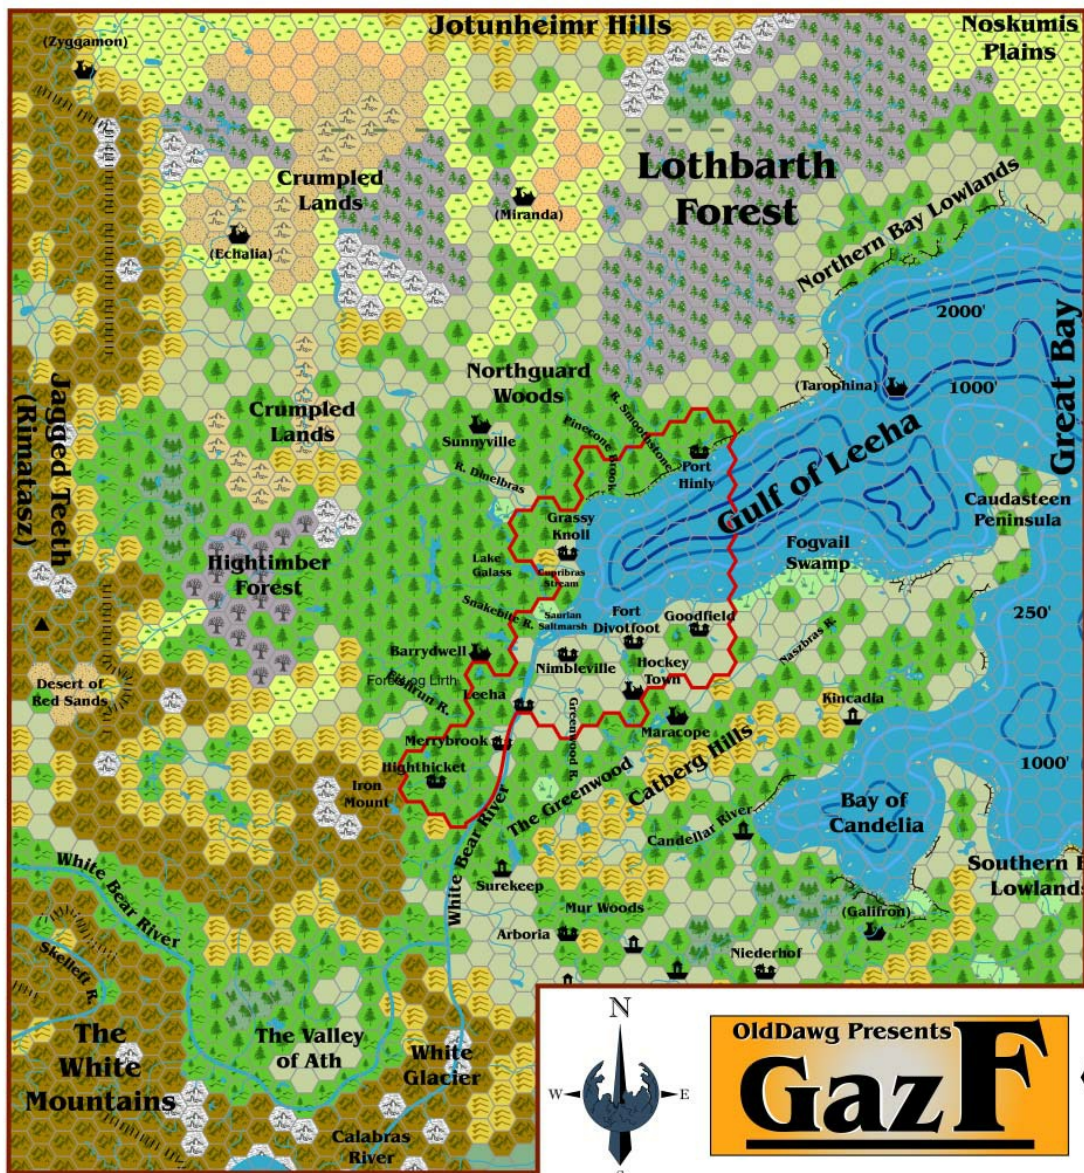 Jotunheimr Hills
Noskumis
Plains
(Zyggamon)
Lothbarth
Forest
Crumpled
Lands
(Miranda)
(Echalia)
Northern Bay Lowlands
2000'
Great Bay
1000'
(Tarophina)
Jagged Teeth
(Rimatasz)
Northguard
Woods
Crumpled
Lands
Sunnyville
Pinecone Brook
R. Smoothstone
R. Dinelbras
Port
Hinly
Gulf of Leeha
Caudasteen
Peninsula
Grassy
Knoll
Fogvail
Swamp
Hightimber
Forest
Lake
Galass
Cupribras
Stream
Snakebite R.
Saurian
Saltmarsh
Fort
Divotfoot
Goodfield
250'
Barrydwell
Nimbleville
Hockey
Town
Naszbras R.
Desert of
Red Sands
Leeha
Greenwood R.
Kincadia
Maracope
Merrybrook
Highthicket
Catberg Hills
1000'
Iron
Mount
The Greenwood
Bay of
Candelia
White Bear River
Candellar River
White Bear River
Surekeep
Southern
Lowlands
Mur Woods
(Galifron)
Arboria
Niederhof
Skelleft R.
The
White
Mountains
The Valley
of Ath
White
Glacier
Calabras
River
N
W
E
S
OldDawg Presents
GazF